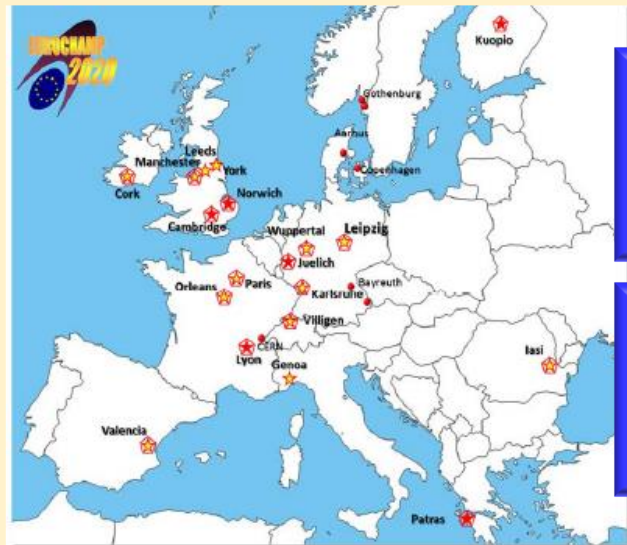 EUROCHAMP
2020
Kuopio
Gothenburg
Aarhus
Copenhagen
Leeds
Manchester
York
Cork
Norwich
Cambridge
Wuppertal
Leipzig
Juelich
Bayreuth
Paris
Orleans
Karlsruhe
Villigen
CERN
Lyon
Genoa
Iasi
Valencia
Patras